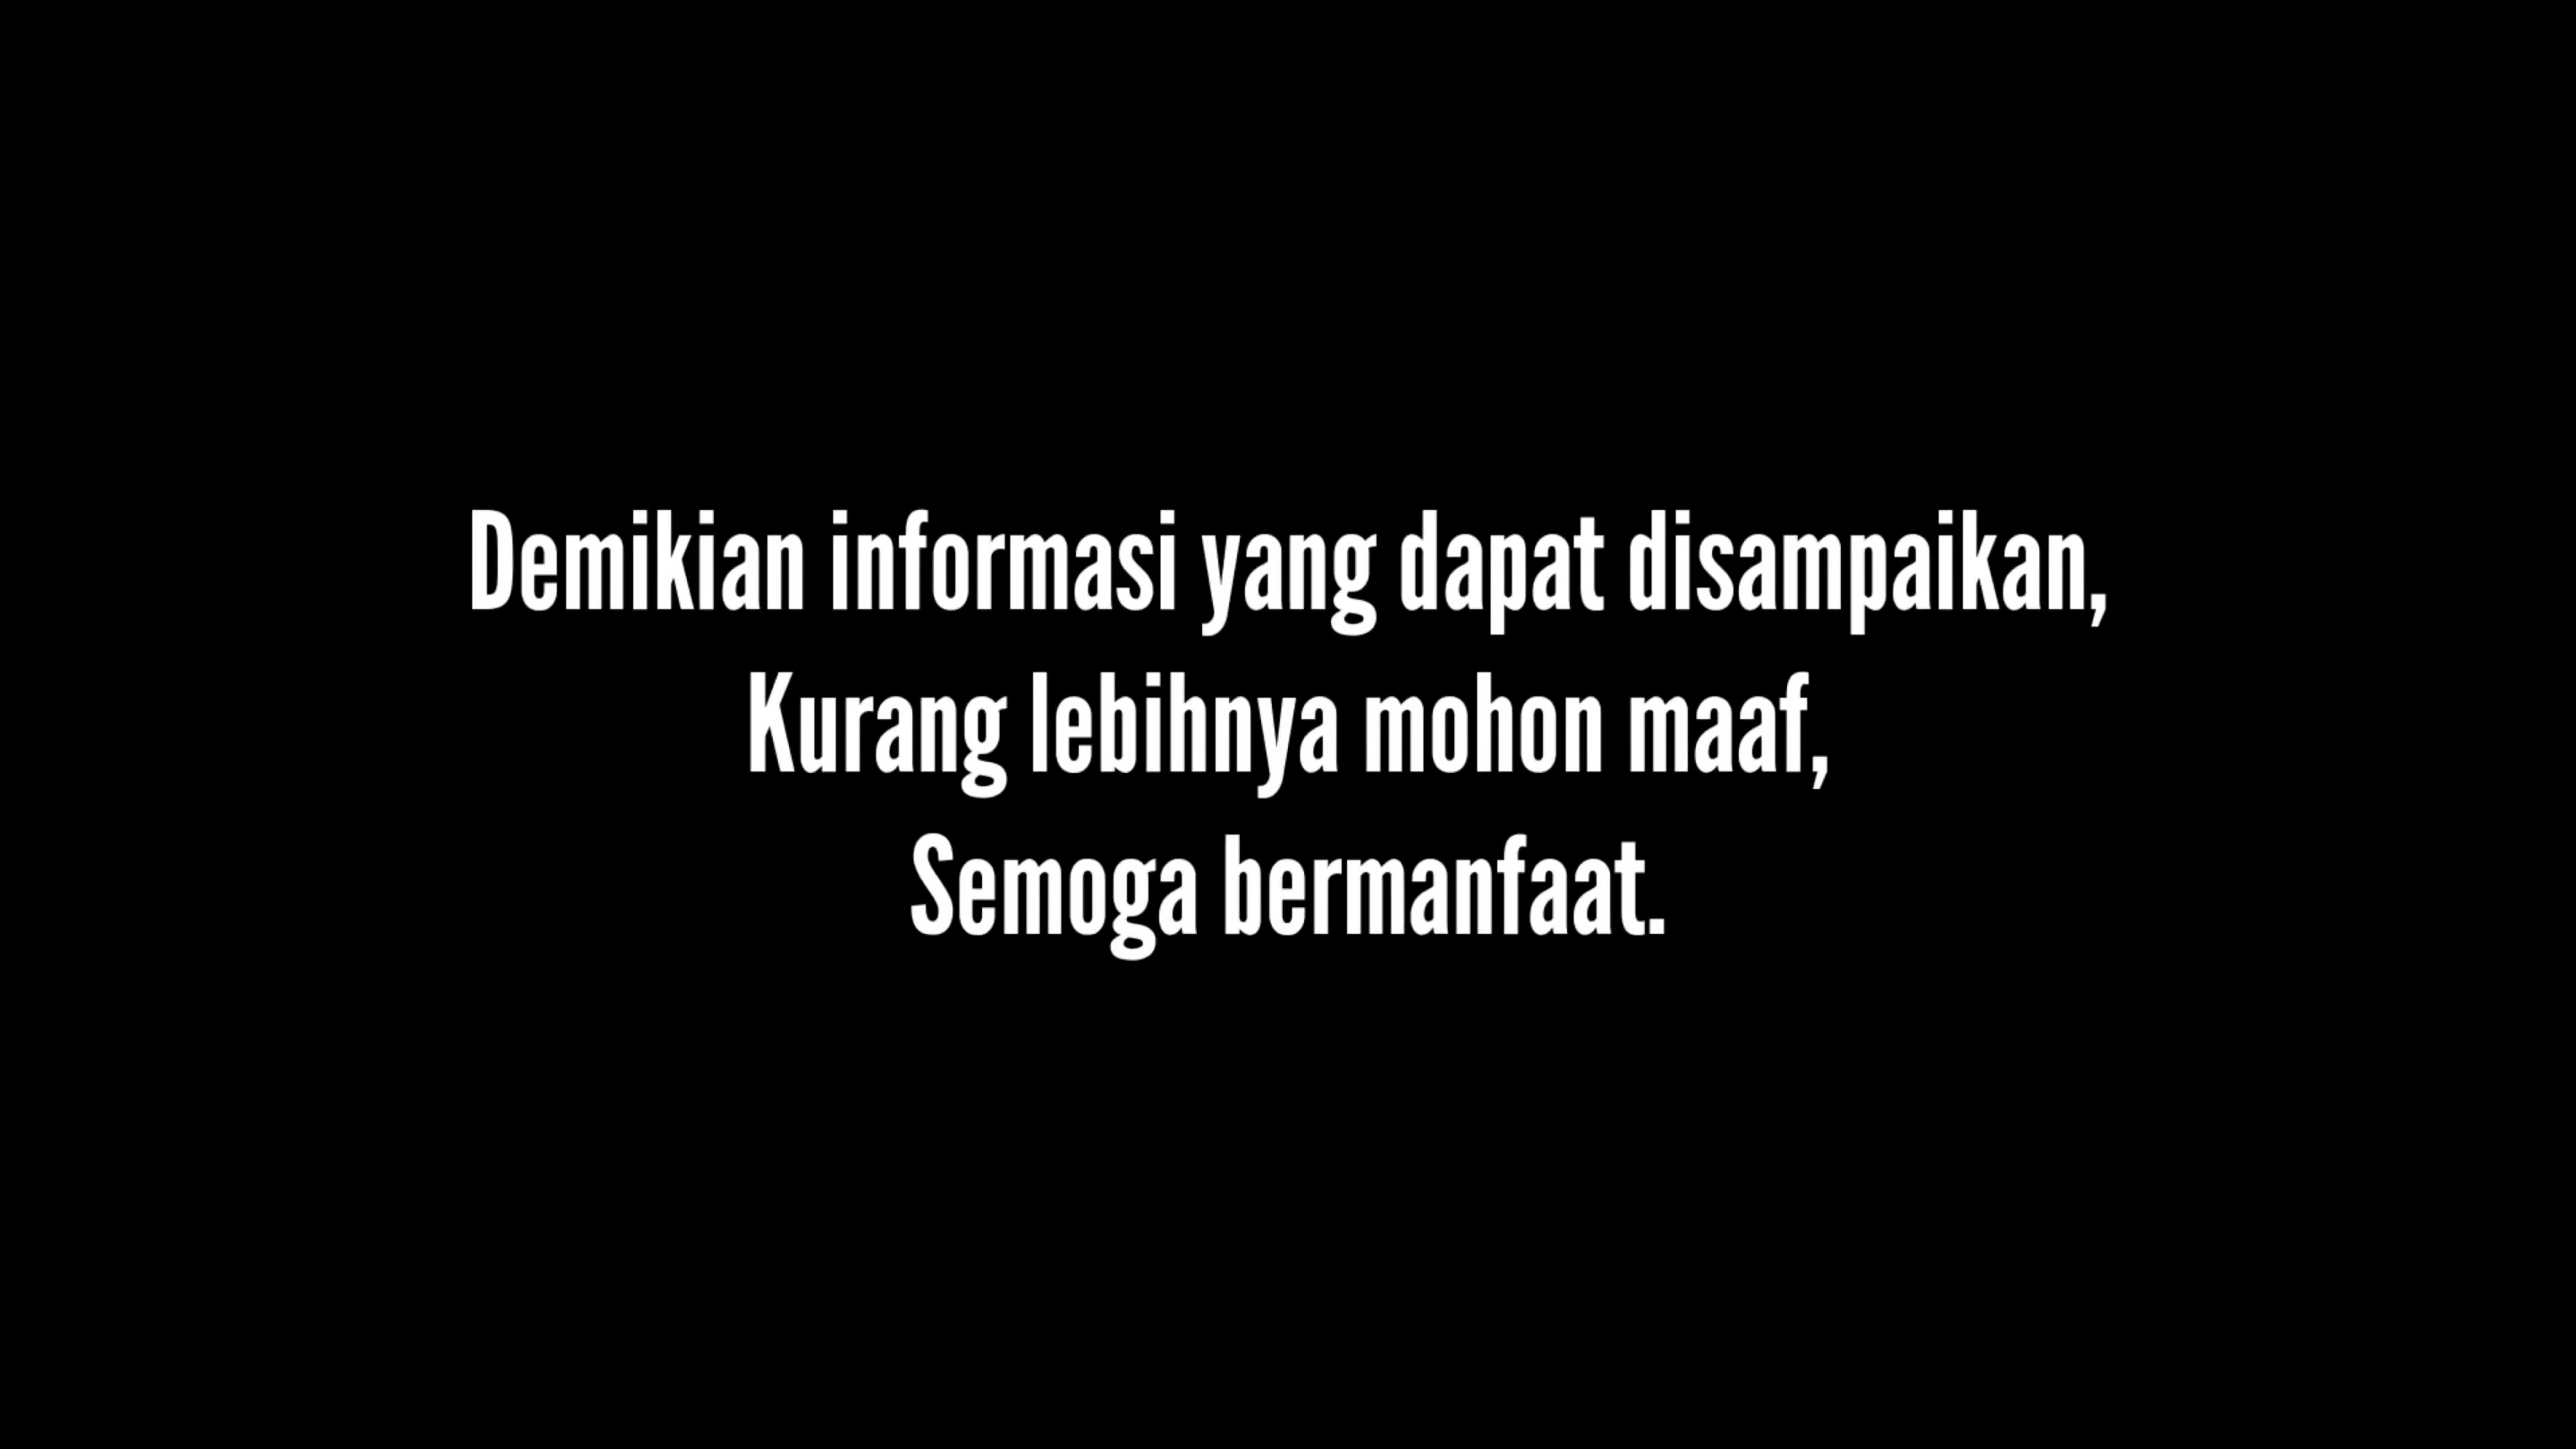 Demikian informasi yang dapat disampaikan,
Kurang lebihnya mohon maaf,
Semoga bermanfaat.